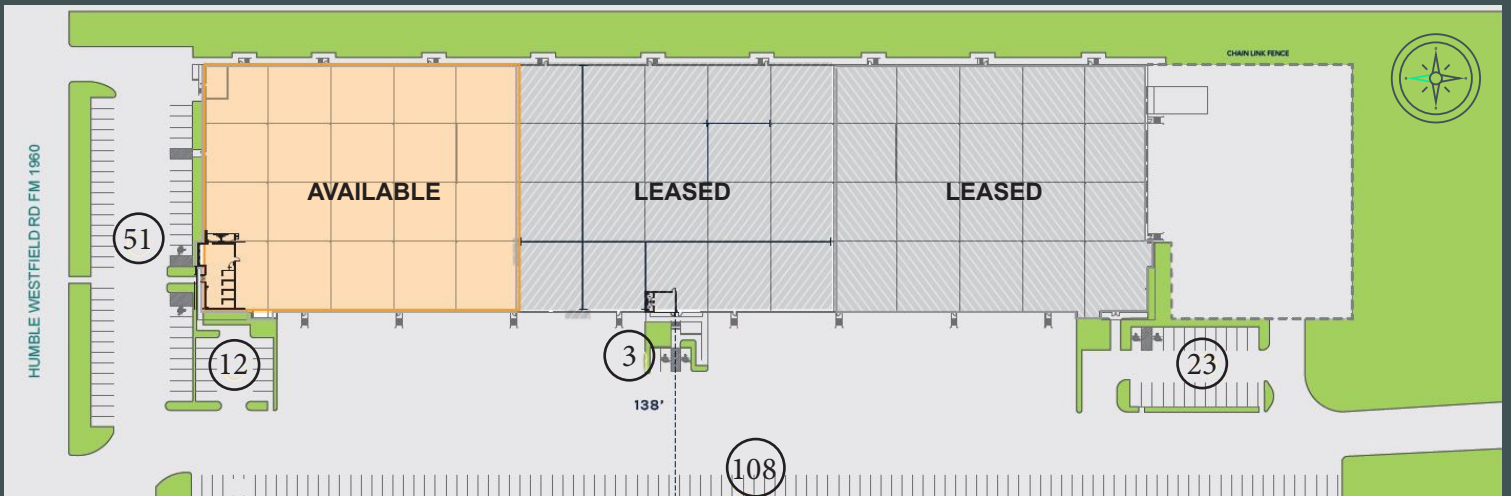 CHAIN LINK FENCE
HUMBLE WESTFIELD RD FM 1960
AVAILABLE
LEASED
LEASED
51
12
3
23
138'
108